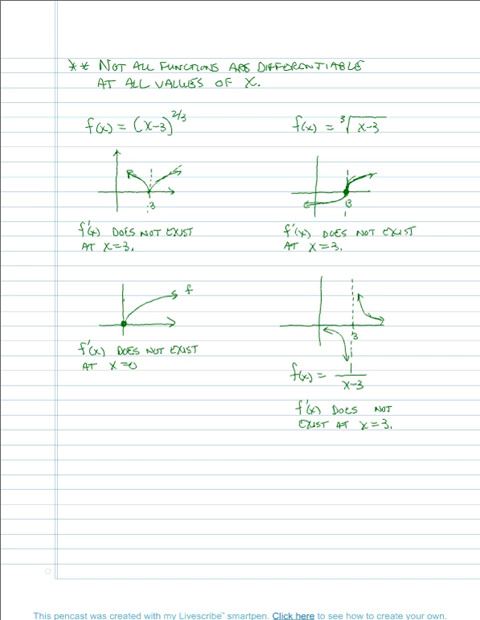 ** NOT ALL FUNCTIONS ARE DIFFERENTIABLE
AT ALL VALUES OF X.
f(x) = (x-3)^2/3
3
f'(x) DOES NOT EXIST
AT X=3.
f(x) = ³√x-3
3
f'(x) DOES NOT EXIST
AT X=3.
f
f'(x) DOES NOT EXIST
AT X=0
3
f(x) = 1/x-3
f'(x) DOES NOT
EXIST AT X=3.
This pencast was created with my Livescribe™ smartpen. Click here to see how to create your own.